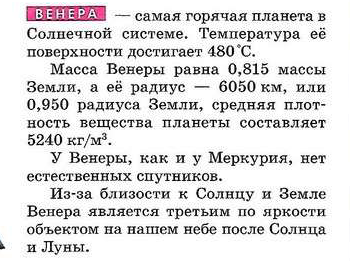 ВЕНЕРА — самая горячая планета в
Солнечной системе. Температура её
поверхности достигает 480 °С.
Масса Венеры равна 0,815 массы
Земли, а её радиус — 6050 км, или
0,950 радиуса Земли, средняя плот-
ность вещества планеты составляет
5240 кг/м³.
У Венеры, как и у Меркурия, нет
естественных спутников.
Из-за близости к Солнцу и Земле
Венера является третьим по яркости
объектом на нашем небе после Солнца
и Луны.